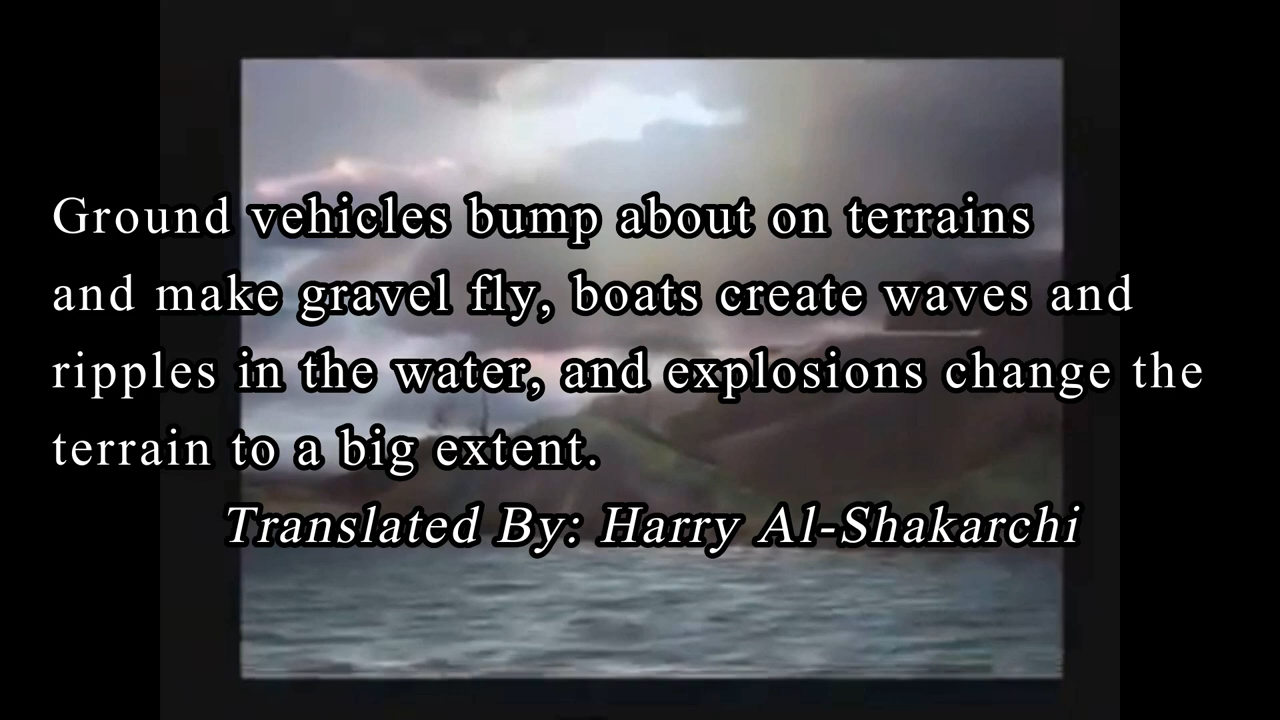 Ground vehicles bump about on terrains
and make gravel fly, boats create waves and
ripples in the water, and explosions change the
terrain to a big extent.
Translated By: Harry Al-Shakarchi